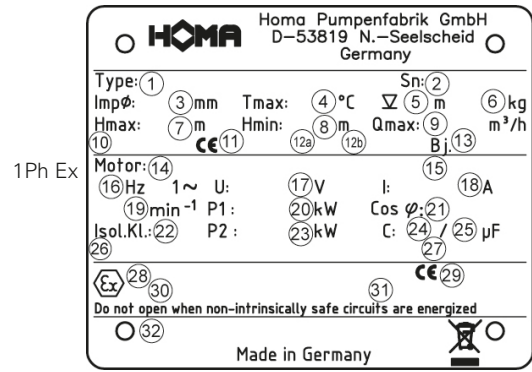 HOMA Homa Pumpenfabrik GmbH
D-53819 N.-Seelscheid
Germany
Type: 1 Sn: 2
ImpØ: 3 mm Tmax: 4 °C ∇ 5 m 6 kg
Hmax: 7 m Hmin: 8 m Qmax: 9 m³/h
10 CE 11 12a 12b Bj. 13
1Ph Ex
Motor: 14 15
16 Hz 1~ U: 17 V I: 18 A
19 min⁻¹ P1: 20 kW Cos φ: 21
Isol.Kl.: 22 P2: 23 kW C: 24 / 25 µF
26 27
Ex 28 CE 29
30 31
Do not open when non-intrinsically safe circuits are energized
32
Made in Germany